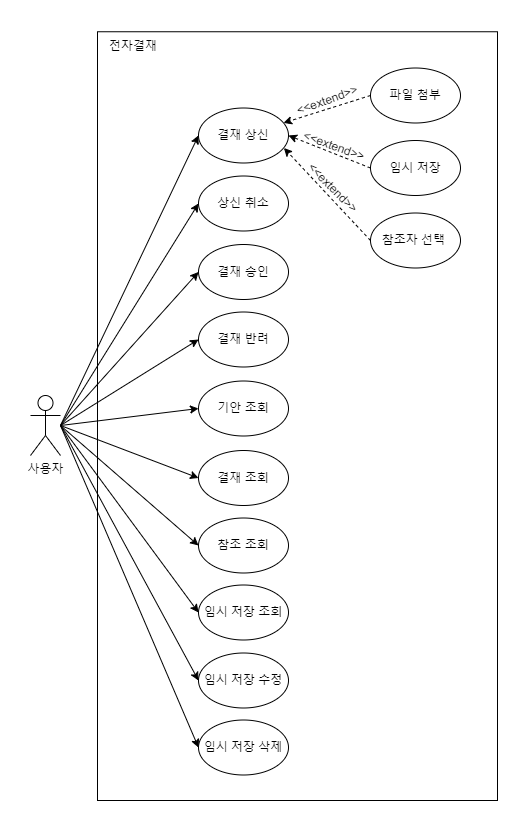 전자결재
파일 첨부
<<extend>>
결재 상신
<<extend>>
임시 저장
<<extend>>
상신 취소
참조자 선택
결재 승인
결재 반려
기안 조회
사용자
결재 조회
참조 조회
임시 저장 조회
임시 저장 수정
임시 저장 삭제